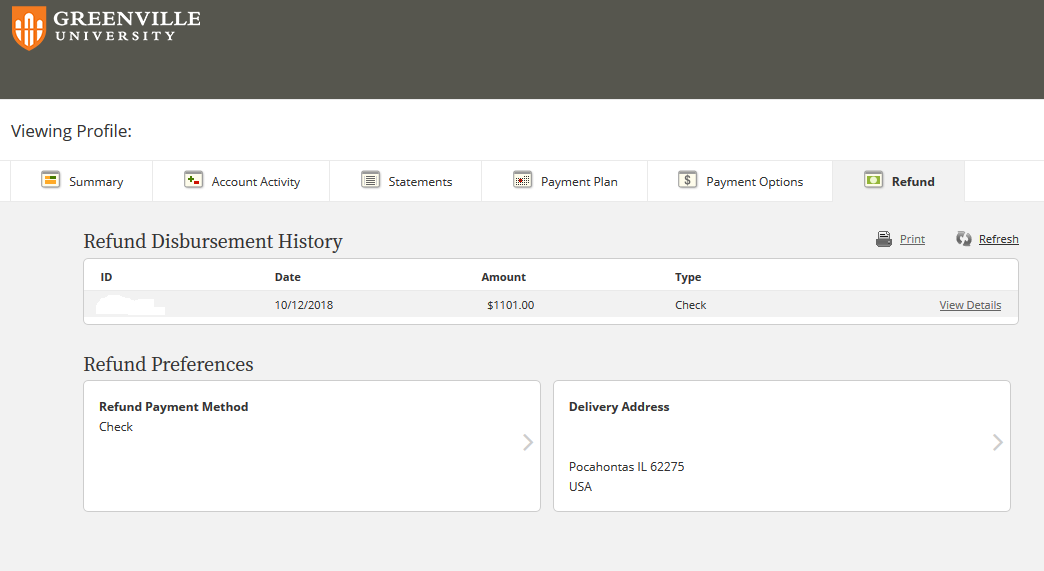 GREENVILLE
UNIVERSITY
Viewing Profile:
Summary
Account Activity
Statements
Payment Plan
Payment Options
Refund
Refund Disbursement History
Print
Refresh
ID Date Amount Type
10/12/2018 $1101.00 Check View Details
Refund Preferences
Refund Payment Method
Check
Delivery Address
Pocahontas IL 62275
USA